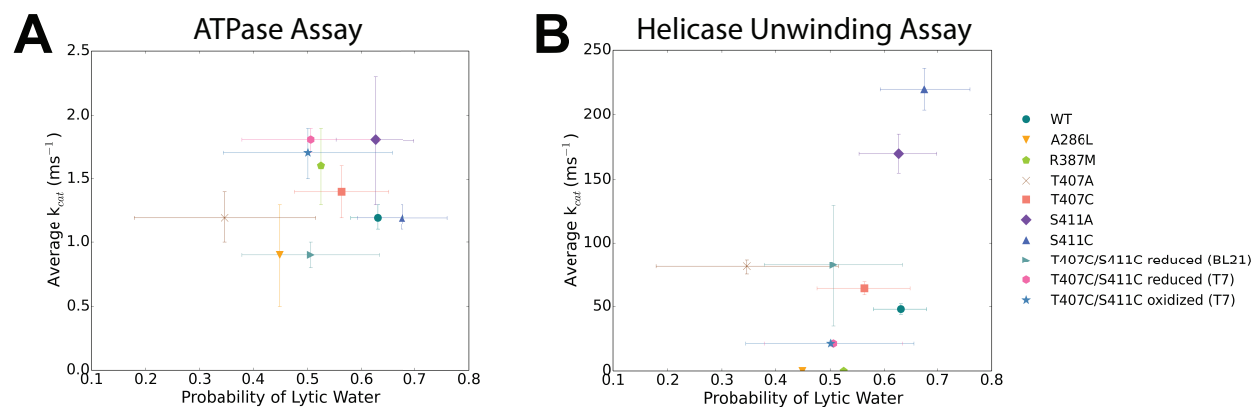 A
ATPase Assay
2.5
2.0
1.5
1.0
0.5
0.0
Average k_cat (ms⁻¹)
0.1 0.2 0.3 0.4 0.5 0.6 0.7 0.8
Probability of Lytic Water
B
Helicase Unwinding Assay
250
200
150
100
50
0
Average k_cat (ms⁻¹)
0.1 0.2 0.3 0.4 0.5 0.6 0.7 0.8
Probability of Lytic Water
WT
A286L
R387M
T407A
T407C
S411A
S411C
T407C/S411C reduced (BL21)
T407C/S411C reduced (T7)
T407C/S411C oxidized (T7)